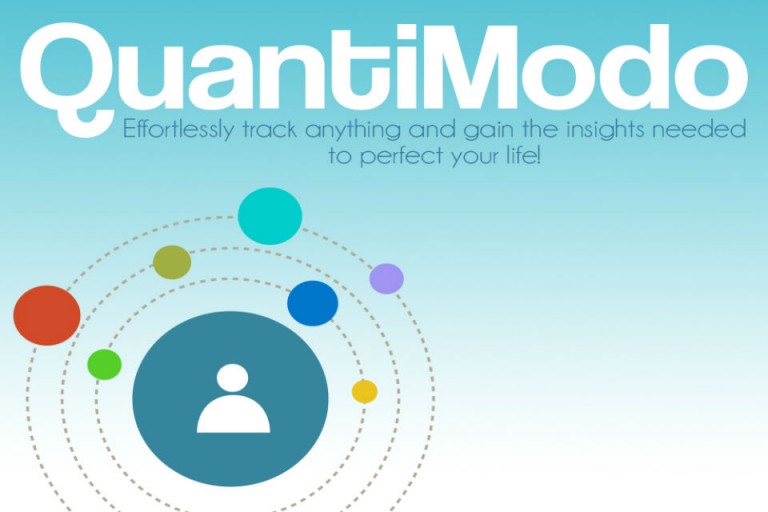 QuantiModo
Effortlessly track anything and gain the insights needed
to perfect your life!